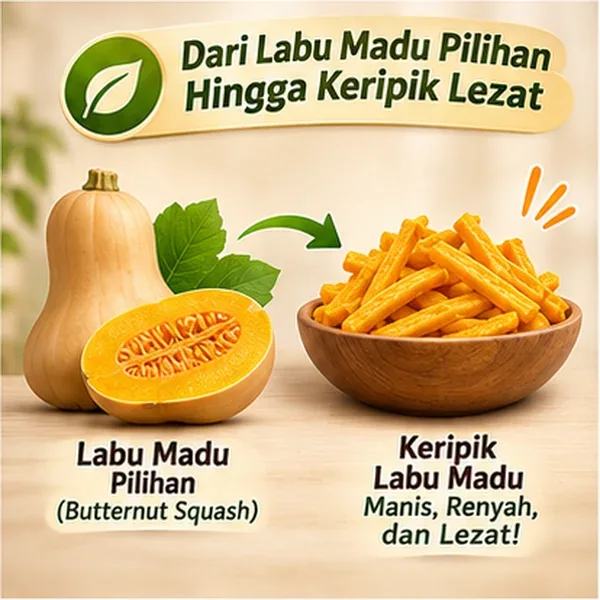 Dari Labu Madu Pilihan
Hingga Keripik Lezat
Labu Madu
Pilihan
(Butternut Squash)
Keripik
Labu Madu
Manis, Renyah,
dan Lezat!